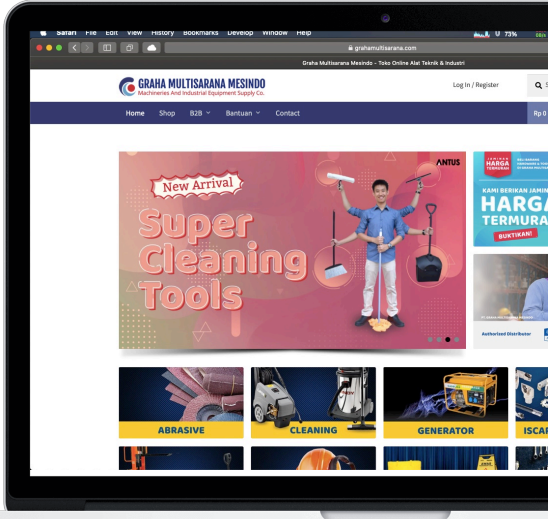 Safari File Edit View History Bookmarks Develop Window Help
73%
grahamultisarana.com
Graha Multisarana Mesindo - Toko Online Alat Teknik & Industri
GRAHA MULTISARANA MESINDO
Machineries And Industrial Equipment Supply Co.
Log In / Register
Home Shop B2B Bantuan Contact
Rp 0
ANTUS
New Arrival
Super
Cleaning
Tools
JAMINAN
HARGA
TERMURAH
KAMI BERIKAN JAMIN
HARGA
TERMURA
BUKTIKAN!
Authorized Distributor
ABRASIVE
CLEANING
GENERATOR
ISCAR